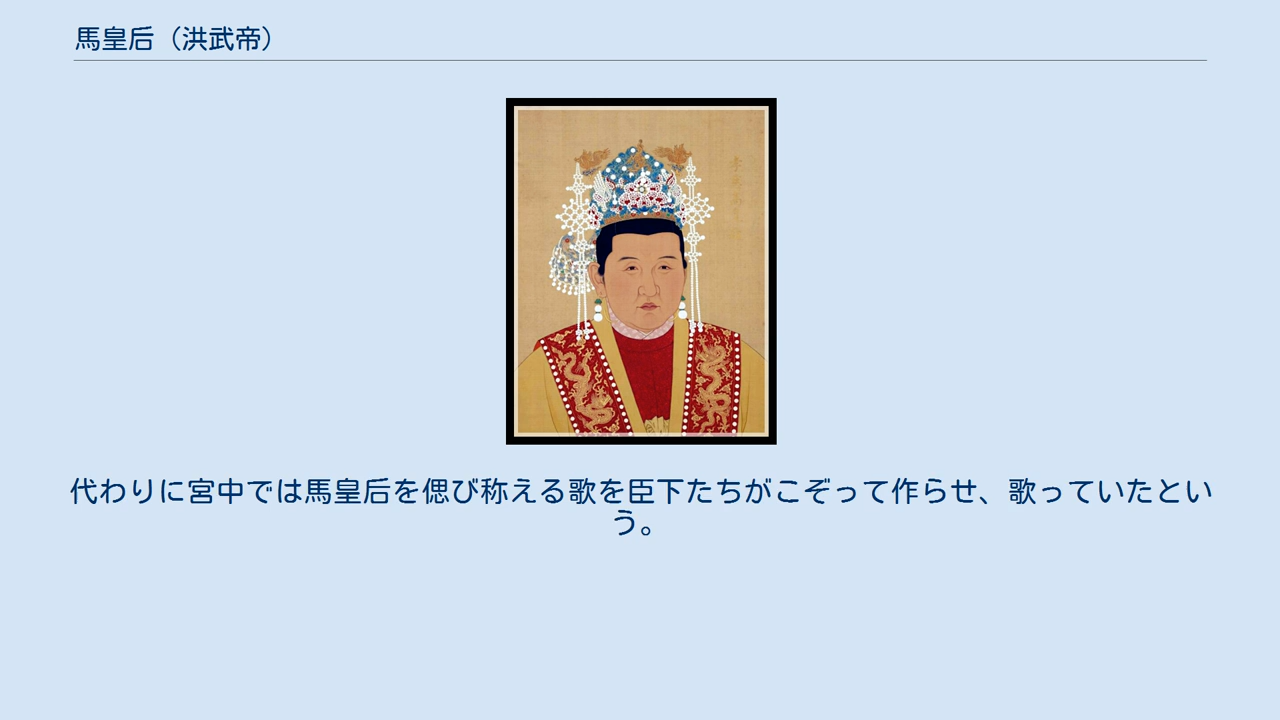 馬皇后（洪武帝）
代わりに宮中では馬皇后を偲び称える歌を臣下たちがこぞって作らせ、歌っていたとい
う。